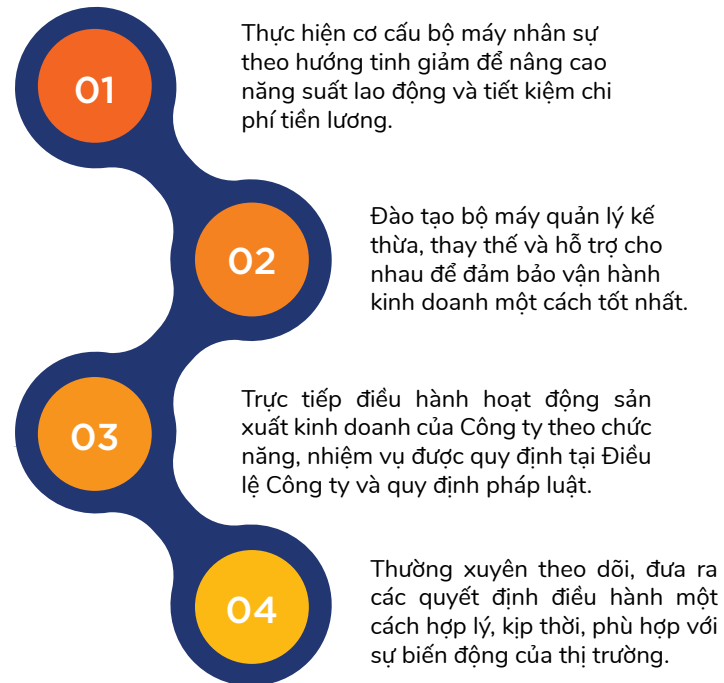 01
Thực hiện cơ cấu bộ máy nhân sự
theo hướng tinh giảm để nâng cao
năng suất lao động và tiết kiệm chi
phí tiền lương.
02
Đào tạo bộ máy quản lý kế
thừa, thay thế và hỗ trợ cho
nhau để đảm bảo vận hành
kinh doanh một cách tốt nhất.
03
Trực tiếp điều hành hoạt động sản
xuất kinh doanh của Công ty theo chức
năng, nhiệm vụ được quy định tại Điều
lệ Công ty và quy định pháp luật.
04
Thường xuyên theo dõi, đưa ra
các quyết định điều hành một
cách hợp lý, kịp thời, phù hợp với
sự biến động của thị trường.